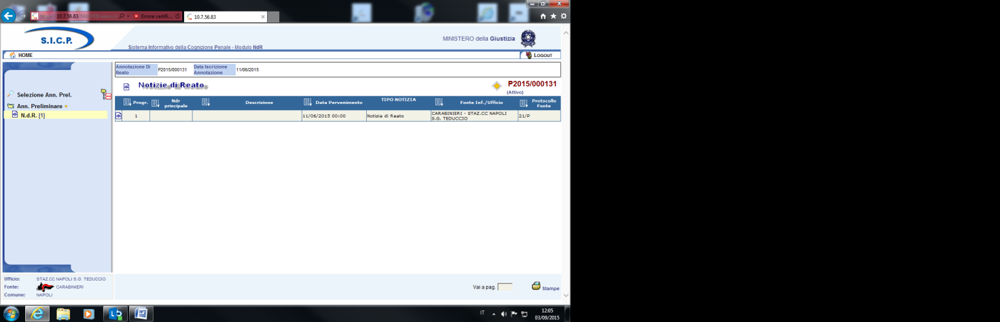 10.7.56.83
Errore certifi...
10.7.56.83
S.I.C.P.
MINISTERO della Giustizia
Sistema Informativo della Cognizione Penale - Modulo NdR
HOME
LOGOUT
Annotazione Di Reato
P2015/000131
Data Iscrizione Annotazione
11/06/2015
Notizie di Reato
P2015/000131
(Attivo)
Selezione Ann. Prel.
Ann. Preliminare
N.d.R. [1]
Progr.
Ndr principale
Descrizione
Data Pervenimento
TIPO NOTIZIA
Fonte Inf./Ufficio
Protocollo Fonte
1
11/06/2015 00:00
Notizia di Reato
CARABINIERI - STAZ.CC NAPOLI
S.G. TEDUCCIO
21/P
Ufficio: STAZ.CC NAPOLI S.G. TEDUCCIO
Fonte: CARABINIERI
Comune: NAPOLI
Vai a pag.
Stampe
IT
12:05
03/09/2015